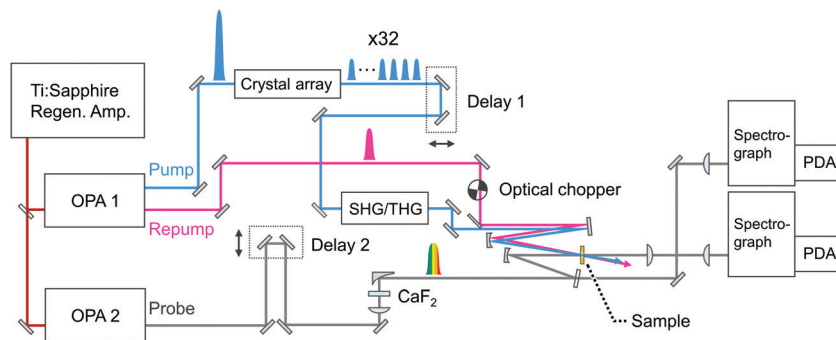 x32
Ti:Sapphire
Regen. Amp.
Crystal array
Delay 1
Spectro-
graph
PDA
Pump
OPA 1
Repump
Optical chopper
SHG/THG
Spectro-
graph
PDA
Delay 2
OPA 2
Probe
CaF2
Sample